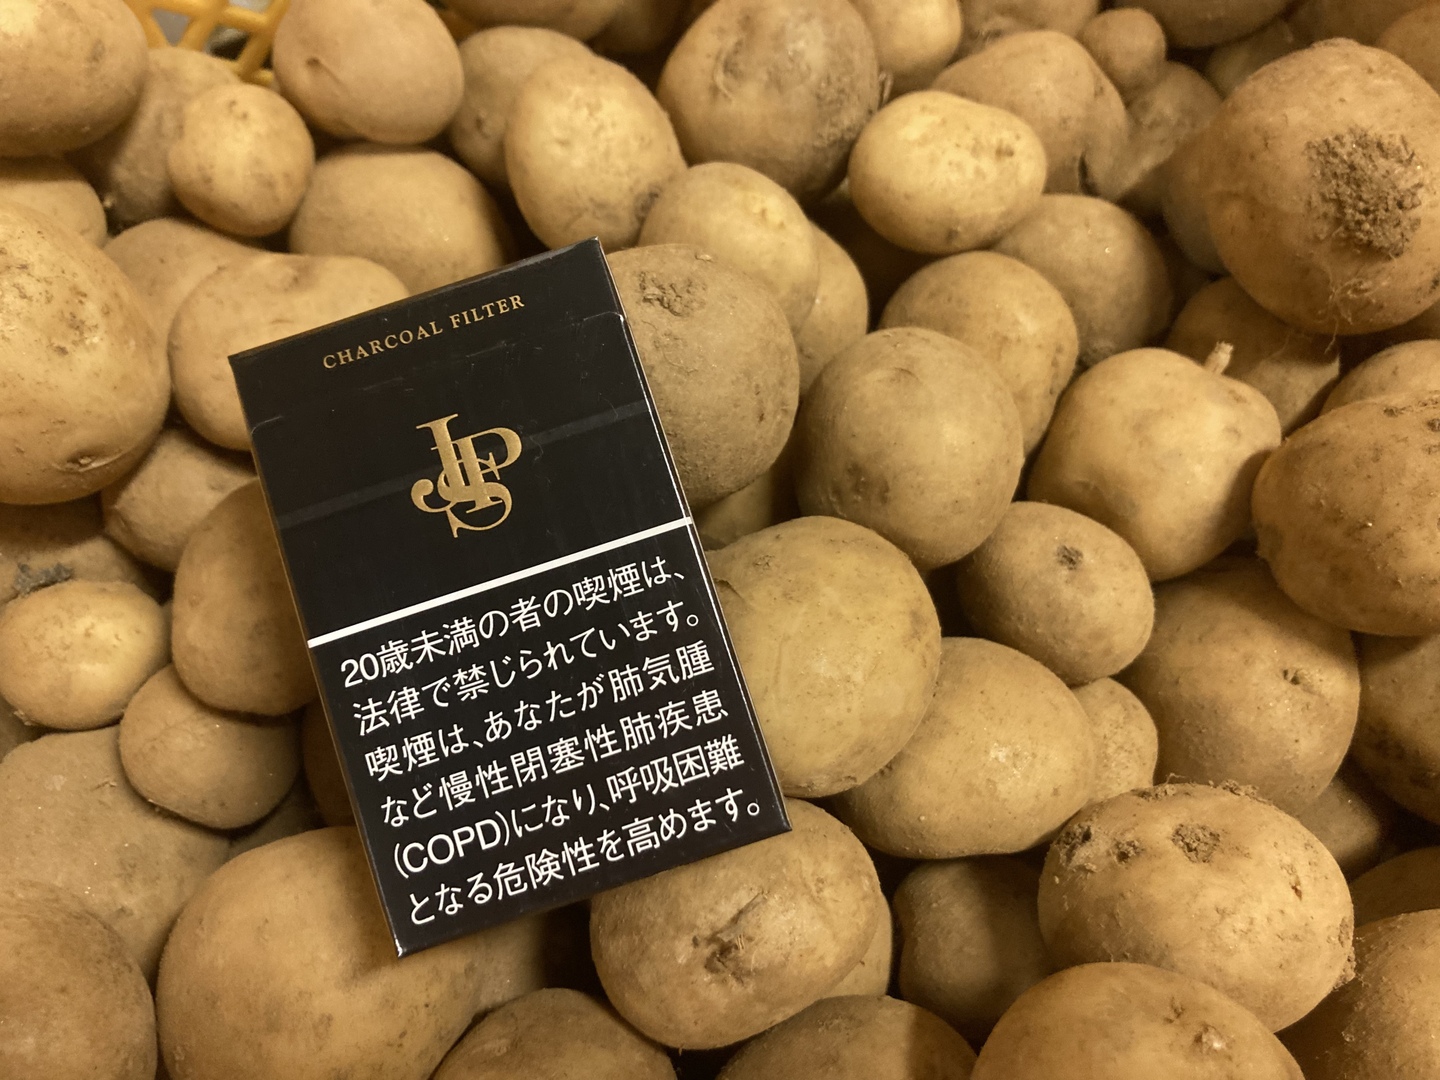 CHARCOAL FILTER
JPS
20歳未満の者の喫煙は、
法律で禁じられています。
喫煙は、あなたが肺気腫
など慢性閉塞性肺疾患
(COPD)になり、呼吸困難
となる危険性を高めます。